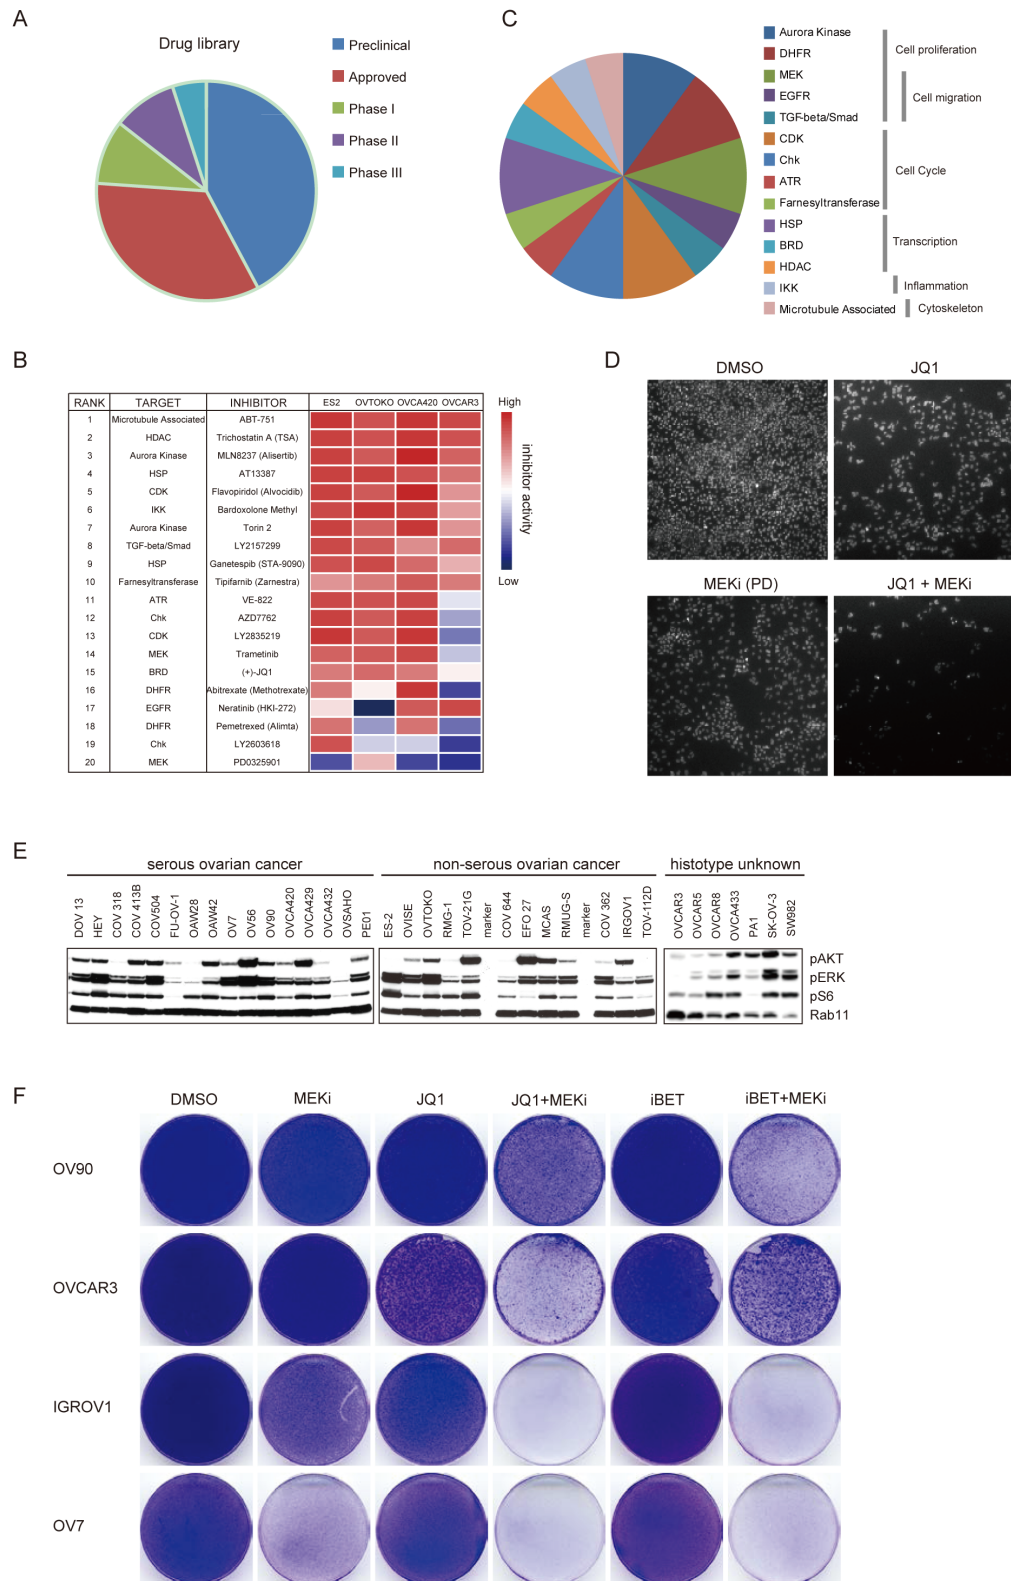 A
Drug library
Preclinical
Approved
Phase I
Phase II
Phase III
C
Aurora Kinase
DHFR
MEK
EGFR
TGF-beta/Smad
CDK
Chk
ATR
Farnesyltransferase
HSP
BRD
HDAC
IKK
Microtubule Associated
Cell proliferation
Cell migration
Cell Cycle
Transcription
Inflammation
Cytoskeleton
B
RANK TARGET INHIBITOR ES2 OVTOKO OVCA420 OVCAR3
1 Microtubule Associated ABT-751
2 HDAC Trichostatin A (TSA)
3 Aurora Kinase MLN8237 (Alisertib)
4 HSP AT13387
5 CDK Flavopiridol (Alvocidib)
6 IKK Bardoxolone Methyl
7 Aurora Kinase Torin 2
8 TGF-beta/Smad LY2157299
9 HSP Ganetespib (STA-9090)
10 Farnesyltransferase Tipifarnib (Zarnestra)
11 ATR VE-822
12 Chk AZD7762
13 CDK LY2835219
14 MEK Trametinib
15 BRD (+)-JQ1
16 DHFR Abitrexate (Methotrexate)
17 EGFR Neratinib (HKI-272)
18 DHFR Pemetrexed (Alimta)
19 Chk LY2603618
20 MEK PD0325901
High
inhibitor activity
Low
D
DMSO JQ1
MEKi (PD) JQ1 + MEKi
E
serous ovarian cancer
DOV 13
HEY
COV 318
COV 413B
COV504
FU-OV-1
OAW28
OAW42
OV7
OV56
OV90
OVCA420
OVCA429
OVCA432
OVSAHO
PE01
non-serous ovarian cancer
ES-2
OVISE
OVTOKO
RMG-1
TOV-21G
marker
COV 644
EFO 27
MCAS
RMUG-S
marker
COV 362
IRGOV1
TOV-112D
histotype unknown
OVCAR3
OVCAR5
OVCAR8
OVCA433
PA1
SK-OV-3
SW982
pAKT
pERK
pS6
Rab11
F
DMSO MEKi JQ1 JQ1+MEKi iBET iBET+MEKi
OV90
OVCAR3
IGROV1
OV7